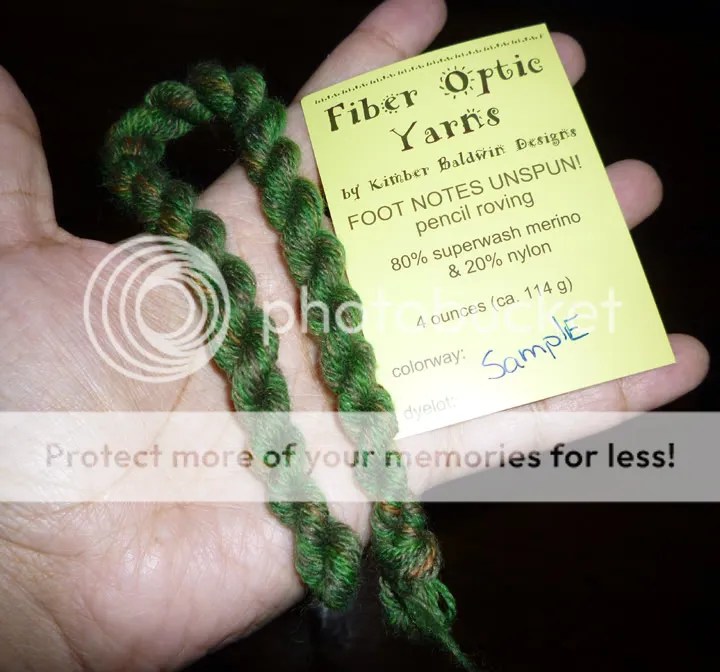 Fiber Optic
Yarns
by Kimber Baldwin Designs
FOOT NOTES UNSPUN!
pencil roving
80% superwash merino
& 20% nylon
4 ounces (ca. 114 g)
colorway: SamplE
dyelot:
photobucket
Protect more of your memories for less!